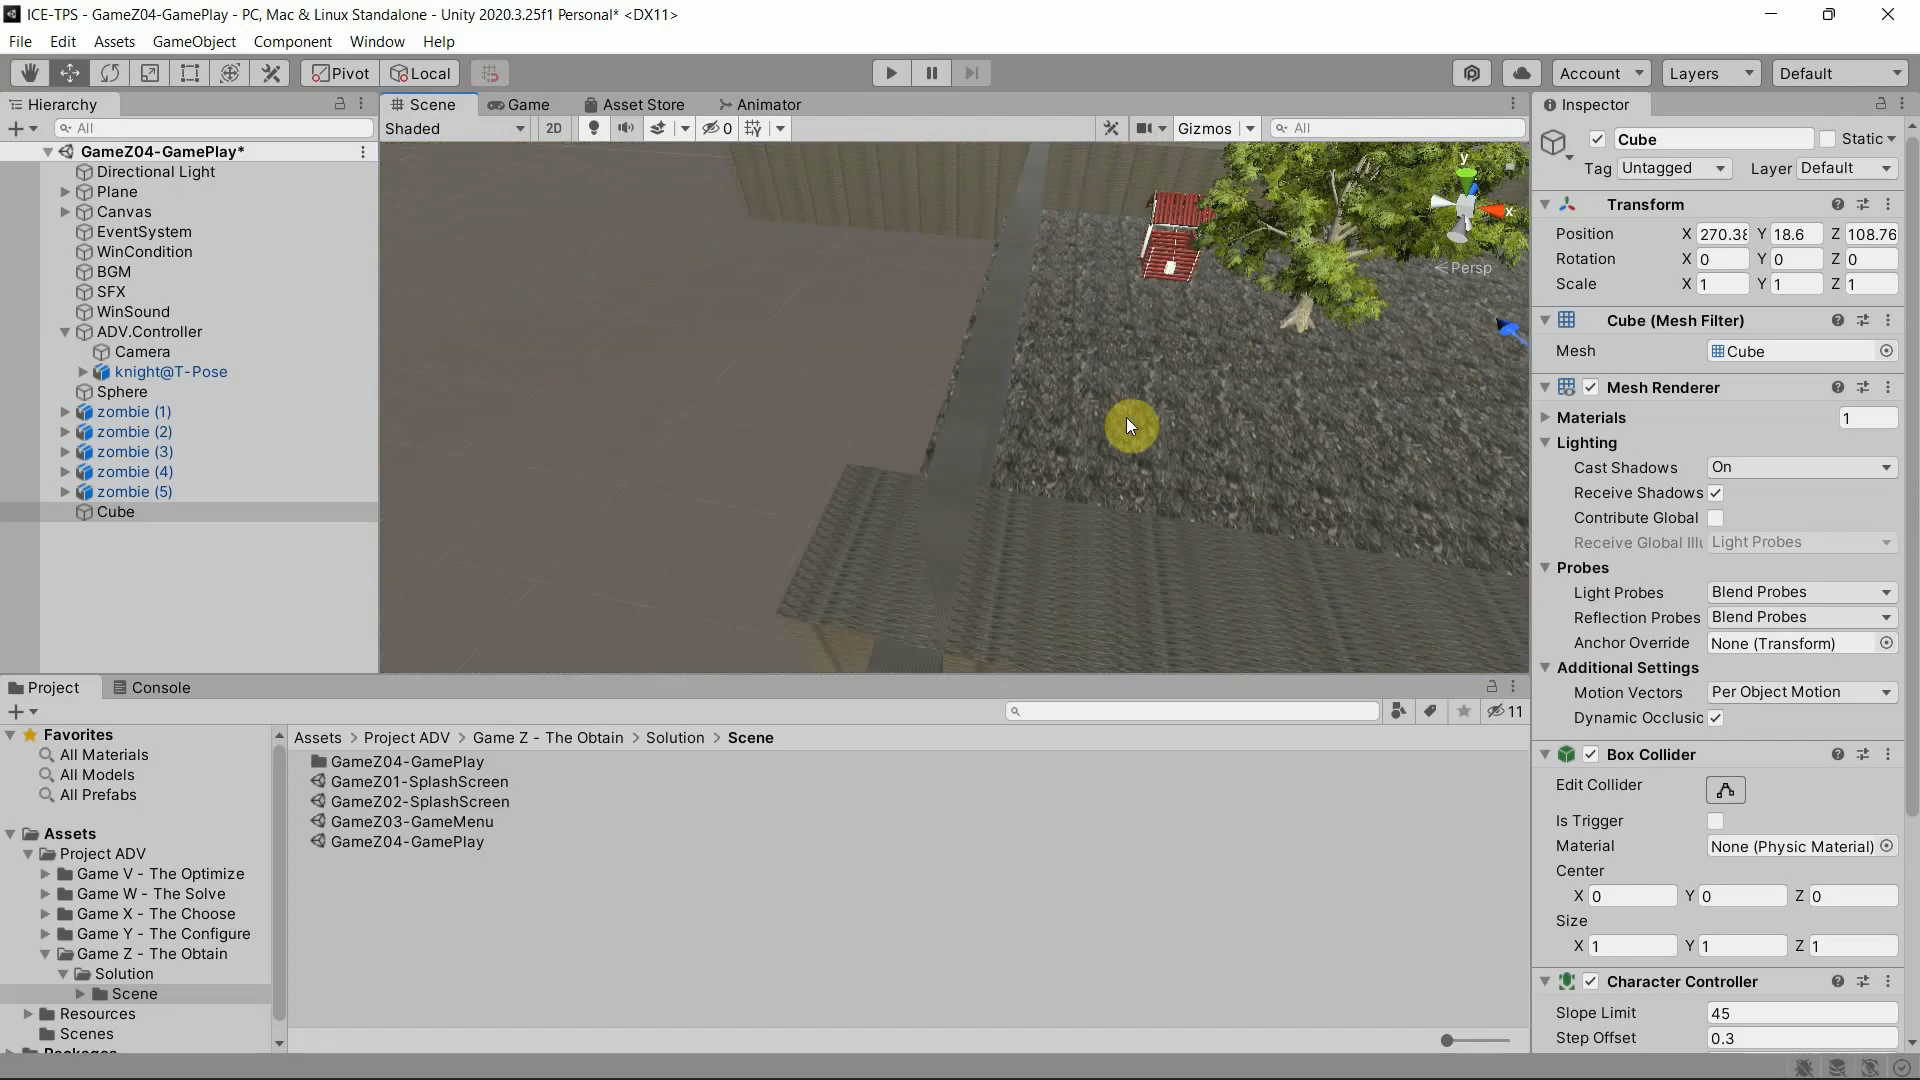 ICE-TPS - GameZ04-GamePlay - PC, Mac & Linux Standalone - Unity 2020.3.25f1 Personal* <DX11>
File Edit Assets GameObject Component Window Help
Pivot Local Account Layers Default
Hierarchy Scene Game Asset Store Animator Inspector
All Shaded 2D 0 Gizmos All
Cube Static
Tag Untagged Layer Default
GameZ04-GamePlay*
Directional Light
Plane
Canvas
EventSystem
WinCondition
BGM
SFX
WinSound
ADV.Controller
Camera
knight@T-Pose
Sphere
zombie (1)
zombie (2)
zombie (3)
zombie (4)
zombie (5)
Cube
y
x
Persp
Transform
Position X 270.38 Y 18.6 Z 108.76
Rotation X 0 Y 0 Z 0
Scale X 1 Y 1 Z 1
Cube (Mesh Filter)
Mesh Cube
Mesh Renderer
Materials 1
Lighting
Cast Shadows On
Receive Shadows
Contribute Global
Receive Global Illu Light Probes
Probes
Light Probes Blend Probes
Reflection Probes Blend Probes
Anchor Override None (Transform)
Additional Settings
Motion Vectors Per Object Motion
Dynamic Occlusic
Box Collider
Edit Collider
Is Trigger
Material None (Physic Material)
Center
X 0 Y 0 Z 0
Size
X 1 Y 1 Z 1
Character Controller
Slope Limit 45
Step Offset 0.3
Project Console
11
Favorites
All Materials
All Models
All Prefabs
Assets
Project ADV
Game V - The Optimize
Game W - The Solve
Game X - The Choose
Game Y - The Configure
Game Z - The Obtain
Solution
Scene
Resources
Scenes
Packages
Assets > Project ADV > Game Z - The Obtain > Solution > Scene
GameZ04-GamePlay
GameZ01-SplashScreen
GameZ02-SplashScreen
GameZ03-GameMenu
GameZ04-GamePlay